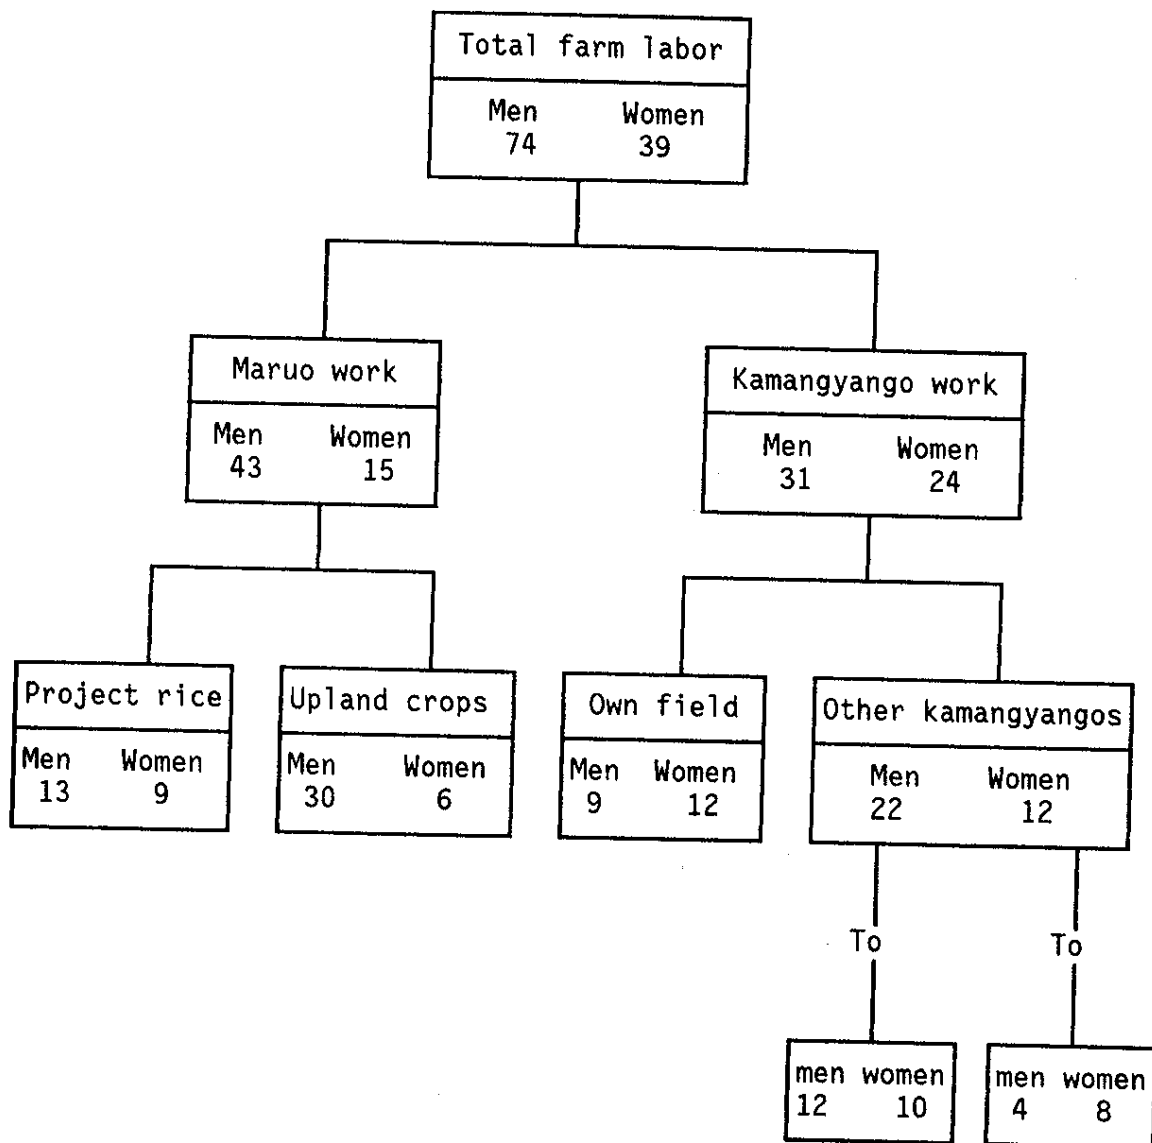 Total farm labor
Men Women
74 39
Maruo work
Men Women
43 15
Kamangyango work
Men Women
31 24
Project rice
Men Women
13 9
Upland crops
Men Women
30 6
Own field
Men Women
9 12
Other kamangyangos
Men Women
22 12
To
To
men women
12 10
men women
4 8